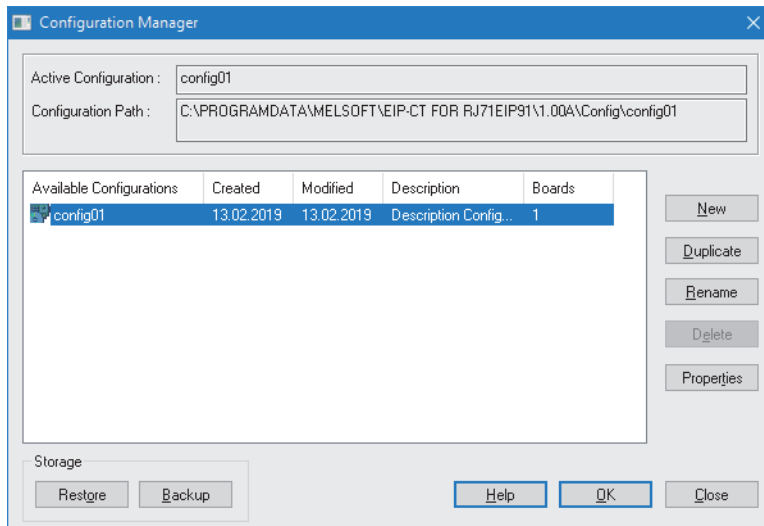 Configuration Manager
Active Configuration : config01
Configuration Path : C:\PROGRAMDATA\MELSOFT\EIP-CT FOR RJ71EIP91\1.00A\Config\config01
Available Configurations Created Modified Description Boards
config01 13.02.2019 13.02.2019 Description Config... 1
New
Duplicate
Rename
Delete
Properties
Storage
Restore Backup Help OK Close